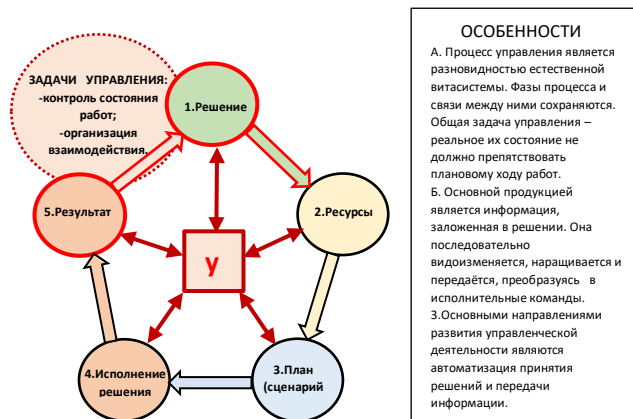 ЗАДАЧИ УПРАВЛЕНИЯ:
-контроль состояния
работ;
-организация
взаимодействия.
1.Решение
2.Ресурсы
3.План
(сценарий
4.Исполнение
решения
5.Результат
У
ОСОБЕННОСТИ
А. Процесс управления является
разновидностью естественной
витасистемы. Фазы процесса и
связи между ними сохраняются.
Общая задача управления –
реальное их состояние не
должно препятствовать
плановому ходу работ.
Б. Основной продукцией
является информация,
заложенная в решении. Она
последовательно
видоизменяется, наращивается и
передаётся, преобразуясь в
исполнительные команды.
3.Основными направлениями
развития управленческой
деятельности являются
автоматизация принятия
решений и передачи
информации.